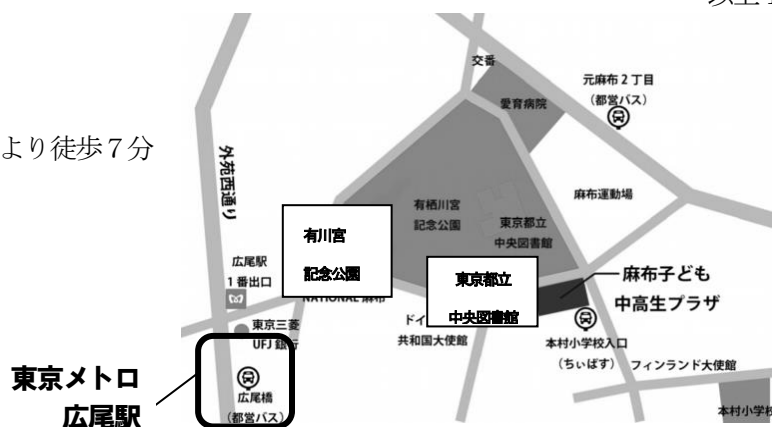 以上
交番
元麻布２丁目
（都営バス）
愛育病院
より徒歩７分
外苑西通り
有栖川宮
記念公園
麻布運動場
東京都立
中央図書館
有川宮
記念公園
広尾駅
１番出口
東京都立
中央図書館
麻布子ども
中高生プラザ
NATIONAL 麻布
東京三菱
UFJ 銀行
ドイ
共和国大使館
本村小学校入口
（ちぃばす）
フィンランド大使館
東京メトロ
広尾駅
広尾橋
（都営バス）
本村小学校